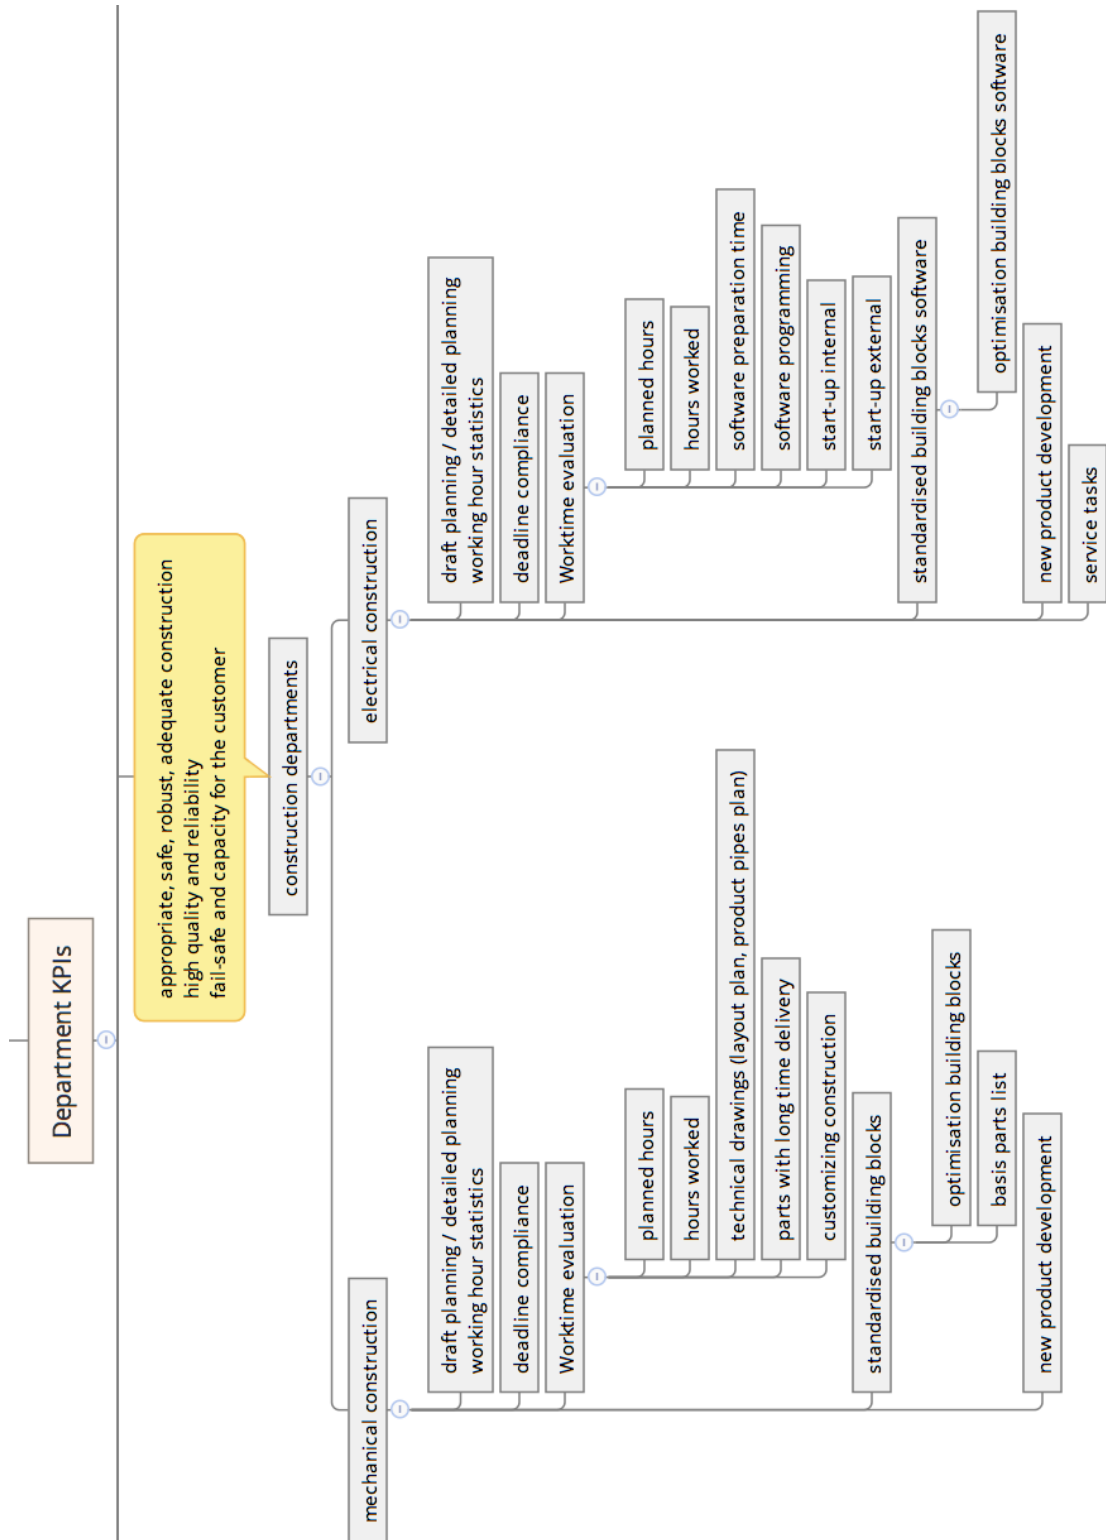 Department KPIs
appropriate, safe, robust, adequate construction
high quality and reliability
fail-safe and capacity for the customer
construction departments
mechanical construction
draft planning / detailed planning
working hour statistics
deadline compliance
Worktime evaluation
planned hours
hours worked
technical drawings (layout plan, product pipes plan)
parts with long time delivery
customizing construction
standardised building blocks
optimisation building blocks
basis parts list
new product development
electrical construction
draft planning / detailed planning
working hour statistics
deadline compliance
Worktime evaluation
planned hours
hours worked
software preparation time
software programming
start-up internal
start-up external
standardised building blocks software
optimisation building blocks software
new product development
service tasks